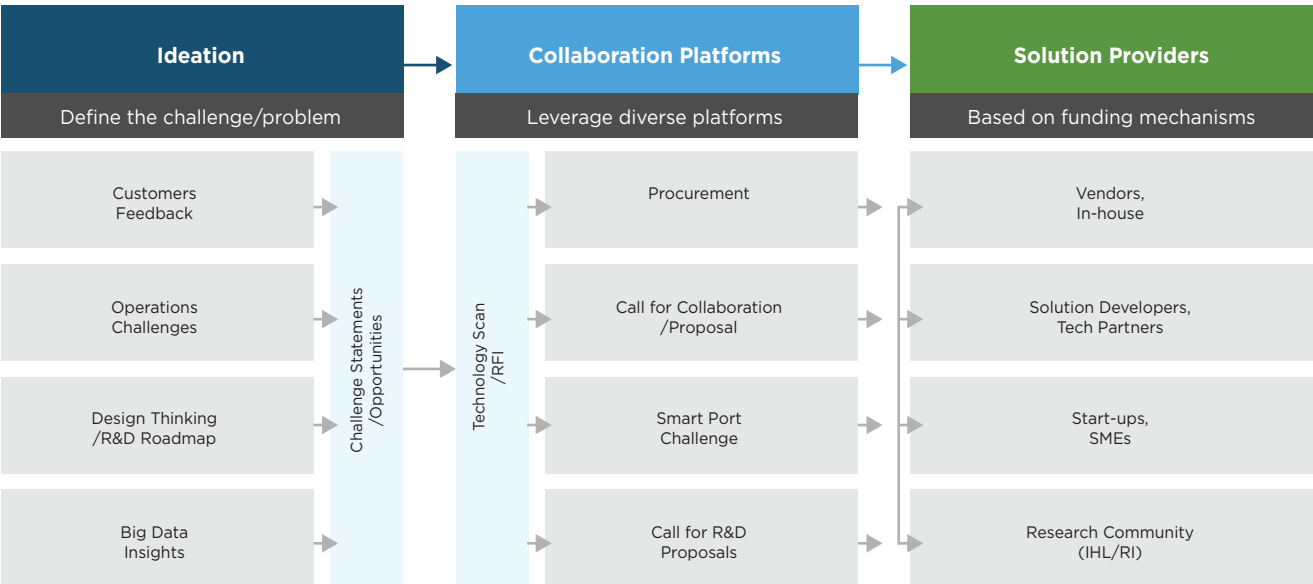 Ideation
Define the challenge/problem
Customers
Feedback
Operations
Challenges
Design Thinking
/R&D Roadmap
Big Data
Insights
Challenge Statements
/Opportunities
Collaboration Platforms
Leverage diverse platforms
Technology Scan
/RFI
Procurement
Call for Collaboration
/Proposal
Smart Port
Challenge
Call for R&D
Proposals
Solution Providers
Based on funding mechanisms
Vendors,
In-house
Solution Developers,
Tech Partners
Start-ups,
SMEs
Research Community
(IHL/RI)